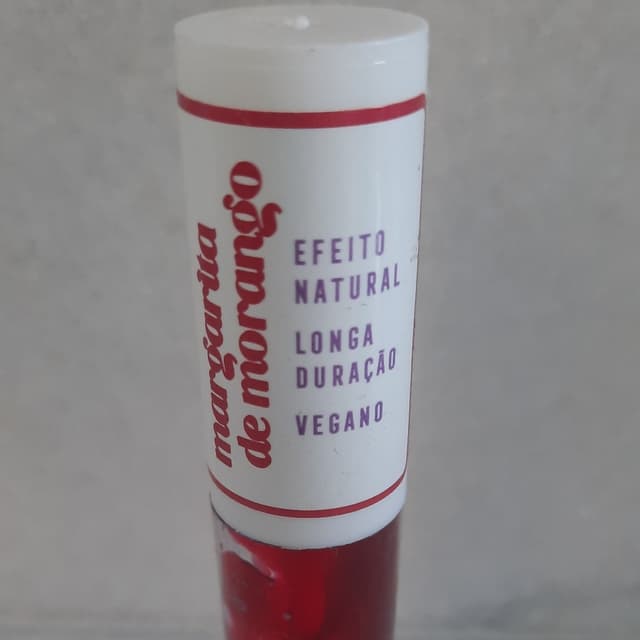 margarita
de morango
EFEITO
NATURAL
LONGA
DURAÇÃO
VEGANO